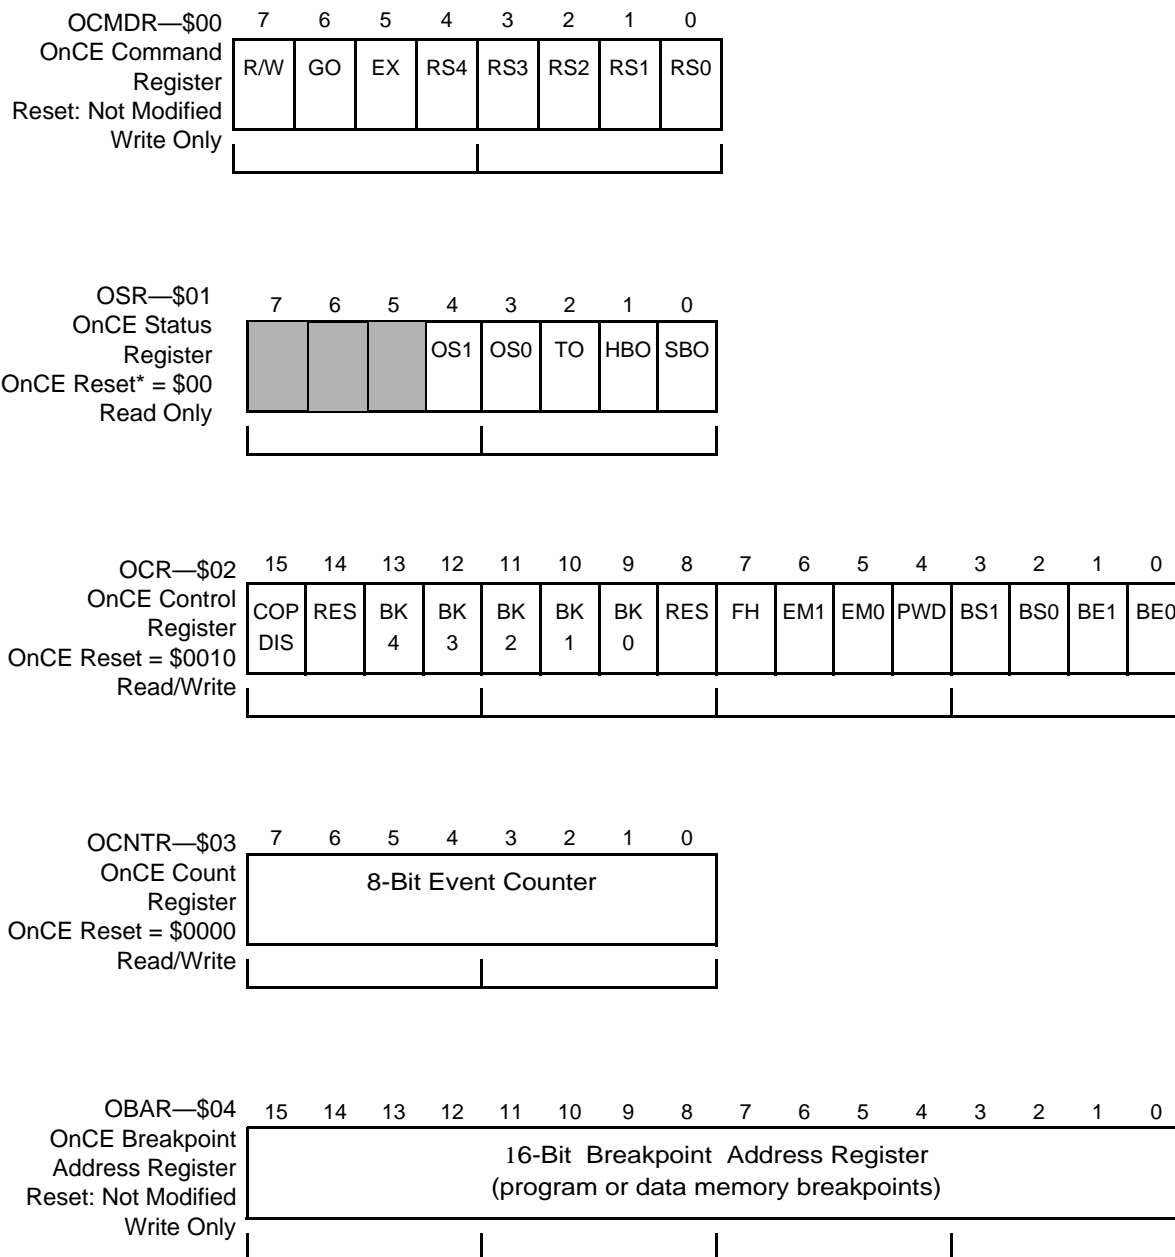 OCMDR—$00
OnCE Command
Register
Reset: Not Modified
Write Only
7 6 5 4 3 2 1 0
R/W GO EX RS4 RS3 RS2 RS1 RS0
OSR—$01
OnCE Status
Register
OnCE Reset* = $00
Read Only
7 6 5 4 3 2 1 0
OS1 OS0 TO HBO SBO
OCR—$02
OnCE Control
Register
OnCE Reset = $0010
Read/Write
15 14 13 12 11 10 9 8 7 6 5 4 3 2 1 0
COP RES BK BK BK BK BK RES FH EM1 EM0 PWD BS1 BS0 BE1 BE0
DIS 4 3 2 1 0
OCNTR—$03
OnCE Count
Register
OnCE Reset = $0000
Read/Write
7 6 5 4 3 2 1 0
8-Bit Event Counter
OBAR—$04
OnCE Breakpoint
Address Register
Reset: Not Modified
Write Only
15 14 13 12 11 10 9 8 7 6 5 4 3 2 1 0
16-Bit Breakpoint Address Register
(program or data memory breakpoints)